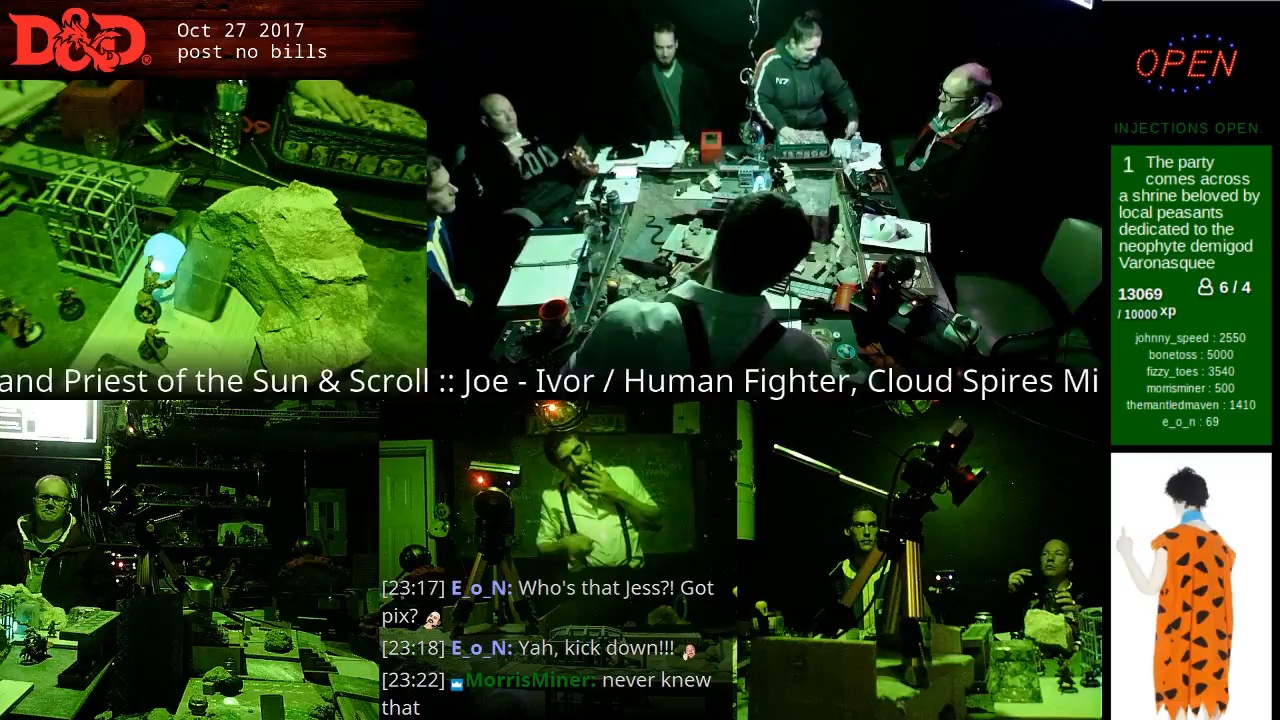 D&D®
Oct 27 2017
post no bills
N7
OPEN
INJECTIONS OPEN.
1 The party
comes across
a shrine beloved by
local peasants
dedicated to the
neophyte demigod
Varonasquee
13069
/ 10000 xp
6 / 4
johnny_speed : 2550
bonetoss : 5000
fizzy_toes : 3540
morrisminer : 500
themantledmaven : 1410
e_o_n : 69
and Priest of the Sun & Scroll :: Joe - Ivor / Human Fighter, Cloud Spires Mi
[23:17] E_o_N: Who's that Jess?! Got
pix?
[23:18] E_o_N: Yah, kick down!!!
[23:22] MorrisMiner: never knew
that